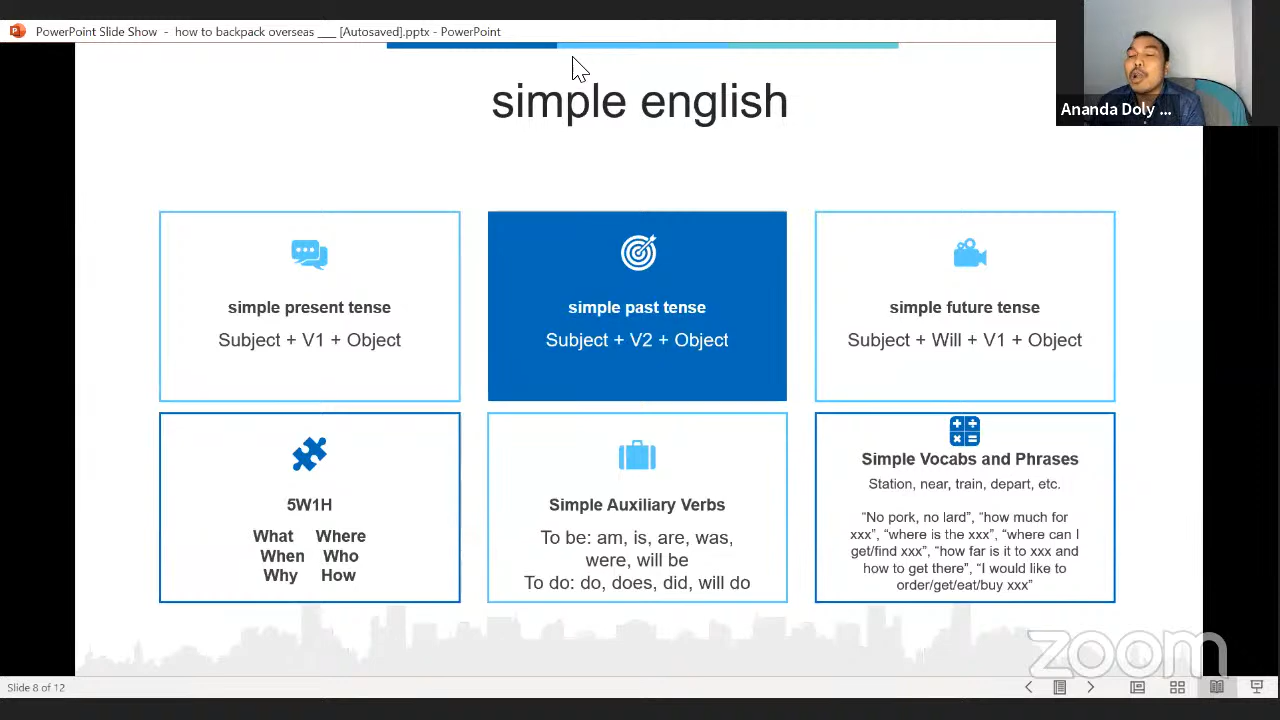 PowerPoint Slide Show - how to backpack overseas ___ [Autosaved].pptx - PowerPoint
Ananda Doly ...
simple english
simple present tense
Subject + V1 + Object
simple past tense
Subject + V2 + Object
simple future tense
Subject + Will + V1 + Object
5W1H
What Where
When Who
Why How
Simple Auxiliary Verbs
To be: am, is, are, was,
were, will be
To do: do, does, did, will do
Simple Vocabs and Phrases
Station, near, train, depart, etc.
“No pork, no lard”, “how much for
xxx”, “where is the xxx”, “where can I
get/find xxx”, “how far is it to xxx and
how to get there”, “I would like to
order/get/eat/buy xxx”
zoom
Slide 8 of 12